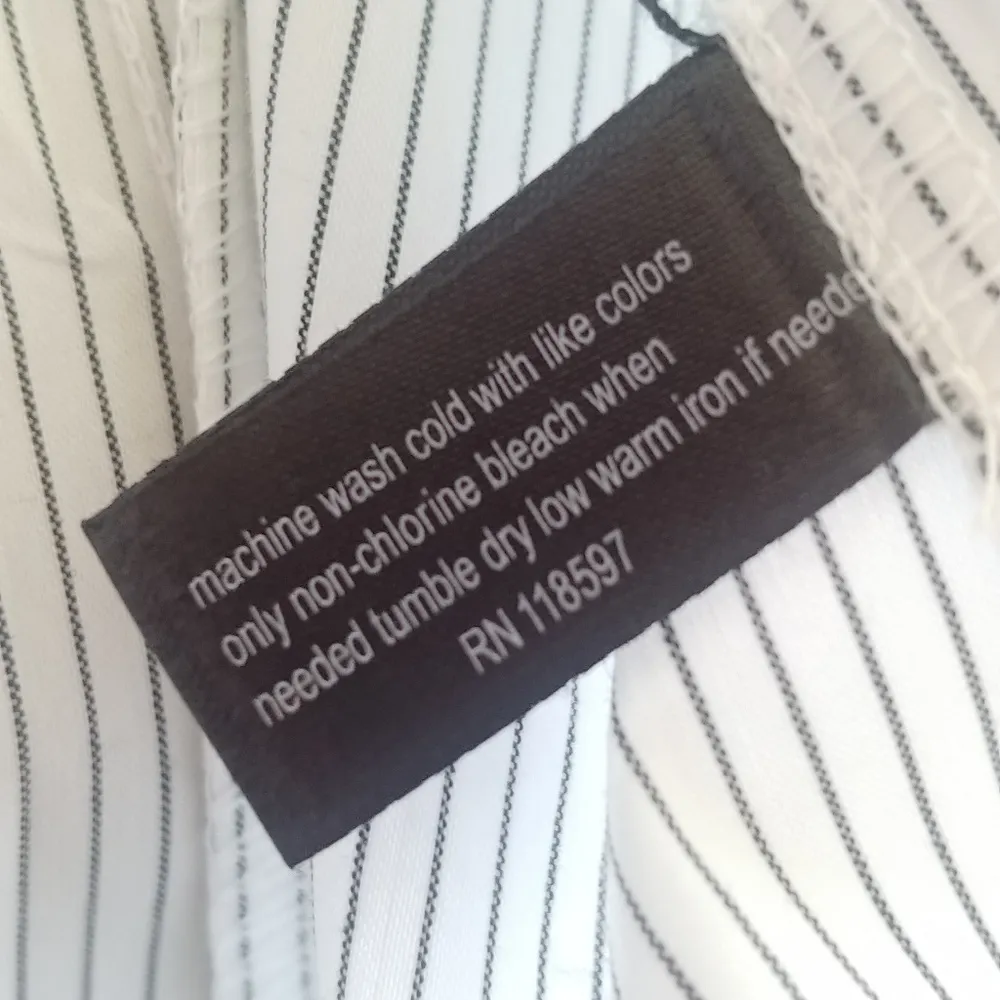 machine wash cold with like colors
only non-chlorine bleach when
needed tumble dry low warm iron if neede
RN 118597